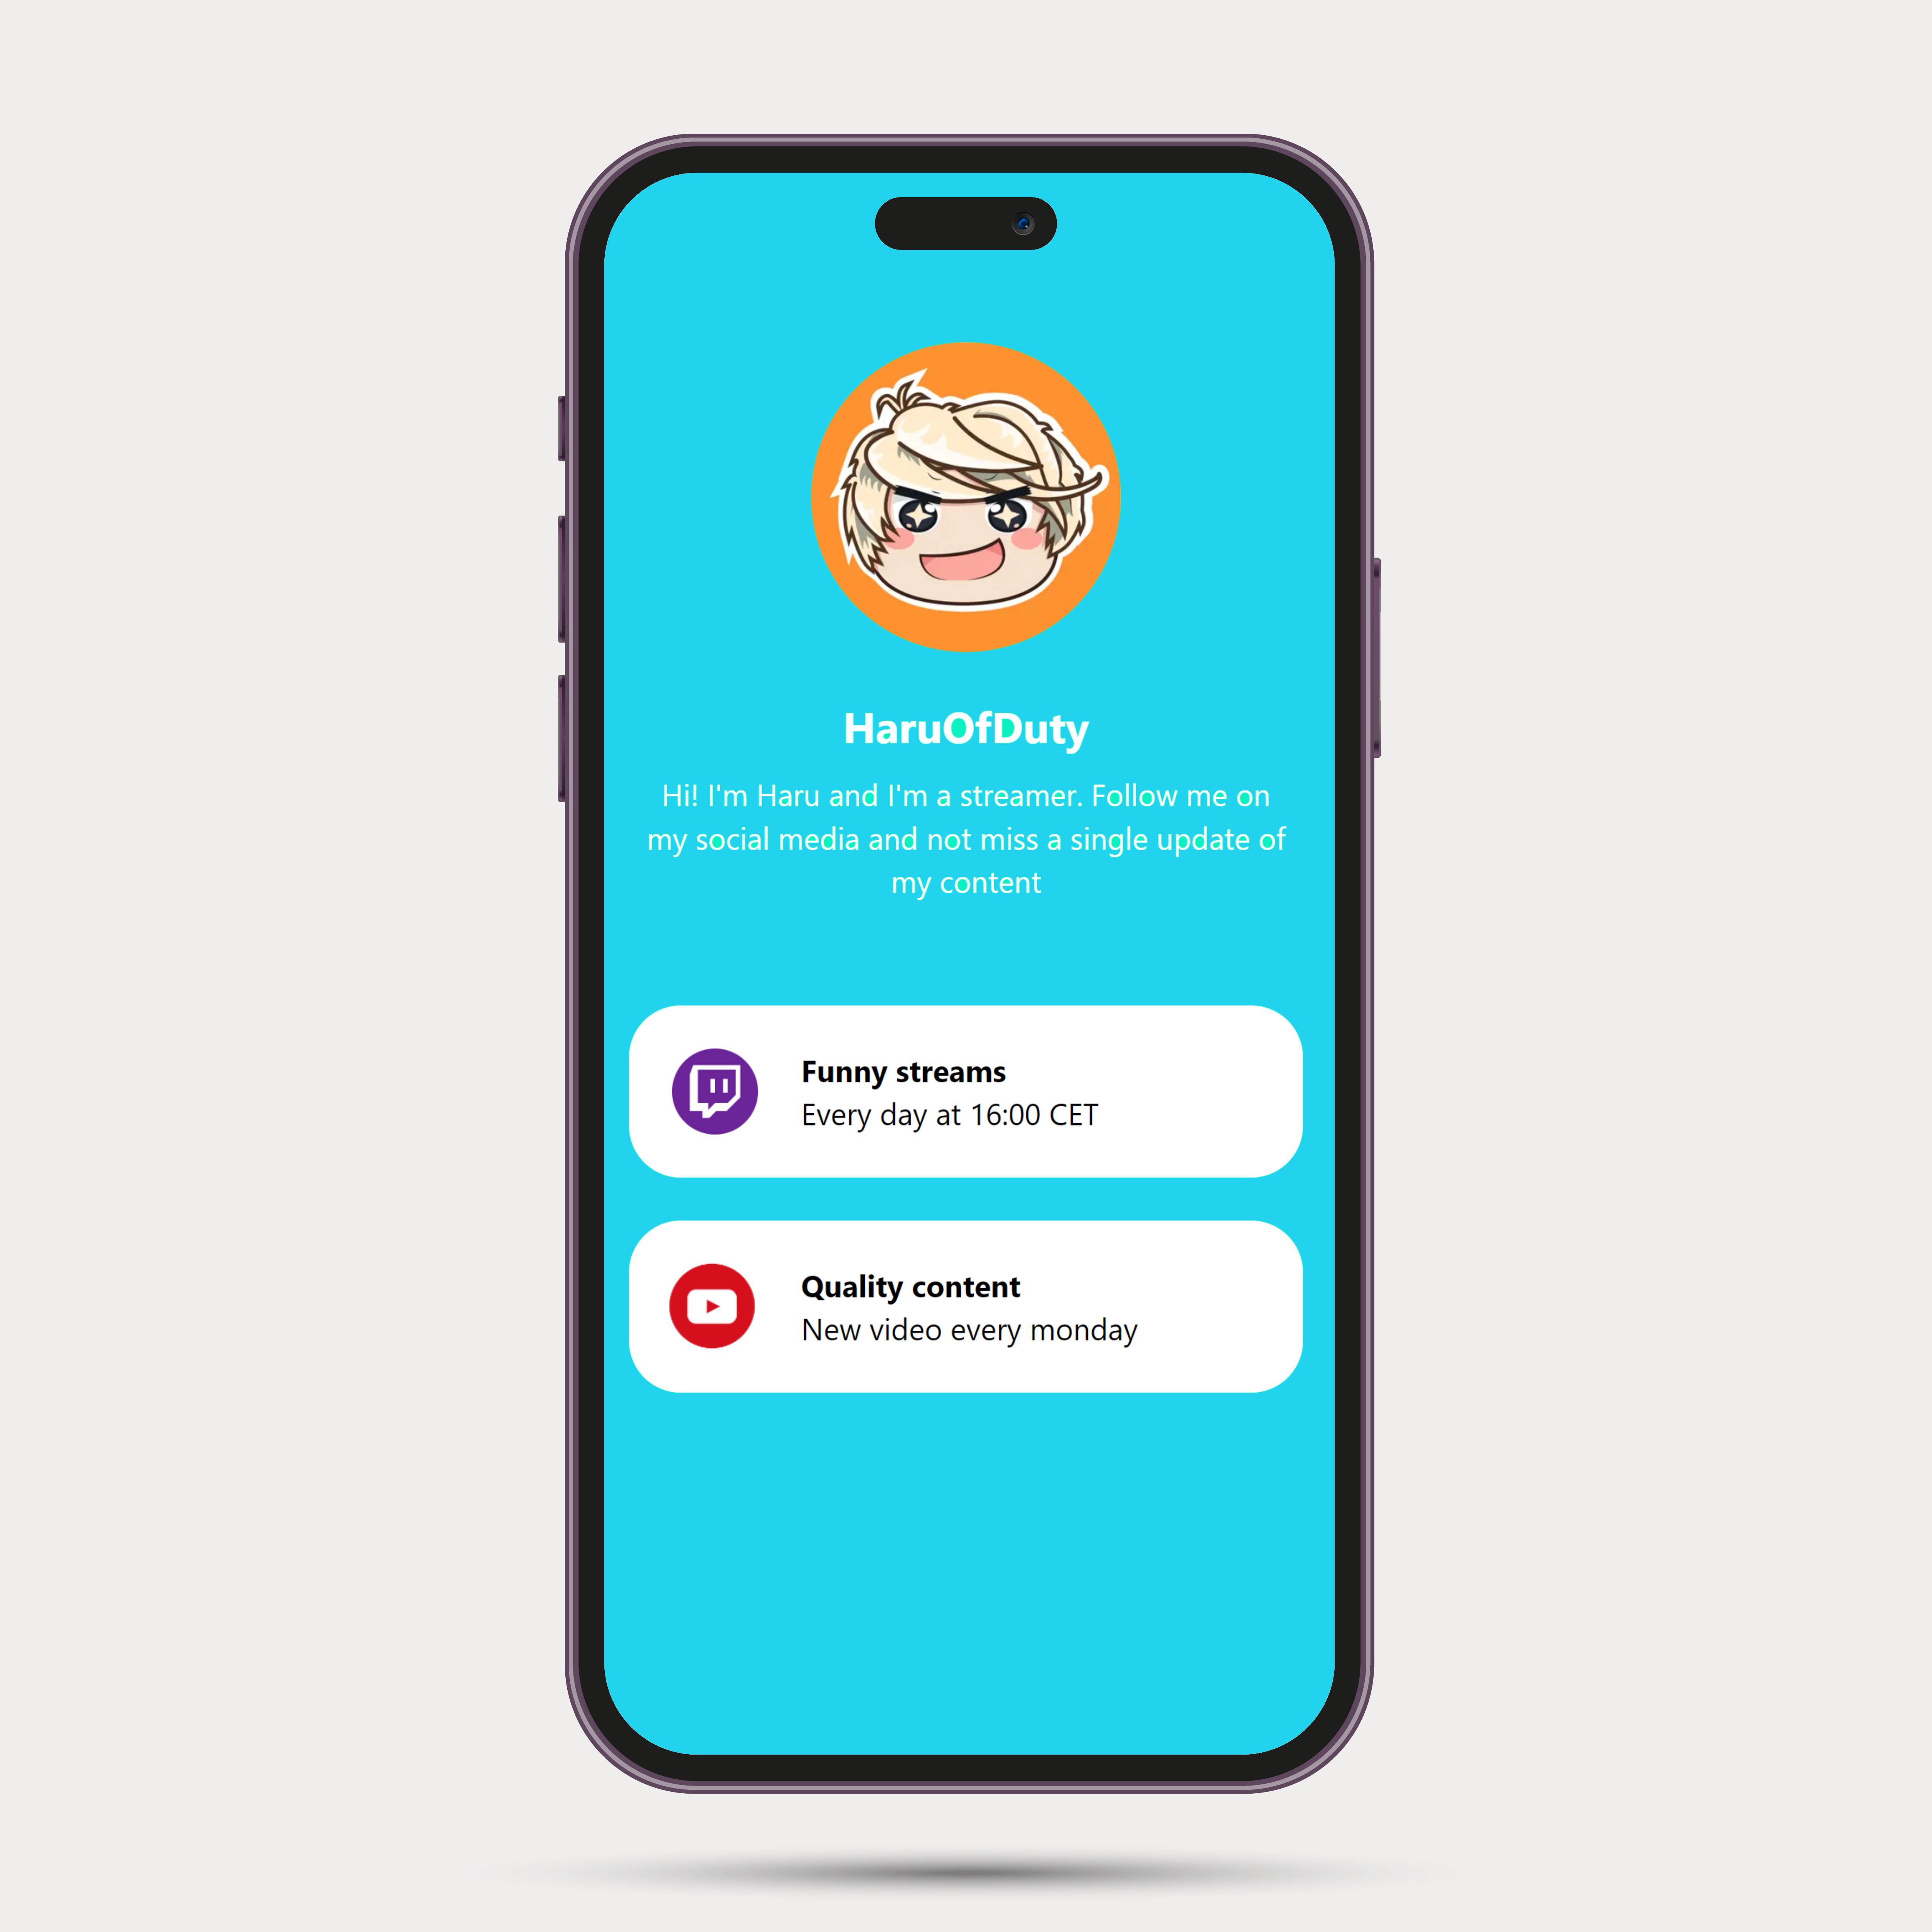 HaruOfDuty
Hi! I'm Haru and I'm a streamer. Follow me on
my social media and not miss a single update of
my content
Funny streams
Every day at 16:00 CET
Quality content
New video every monday